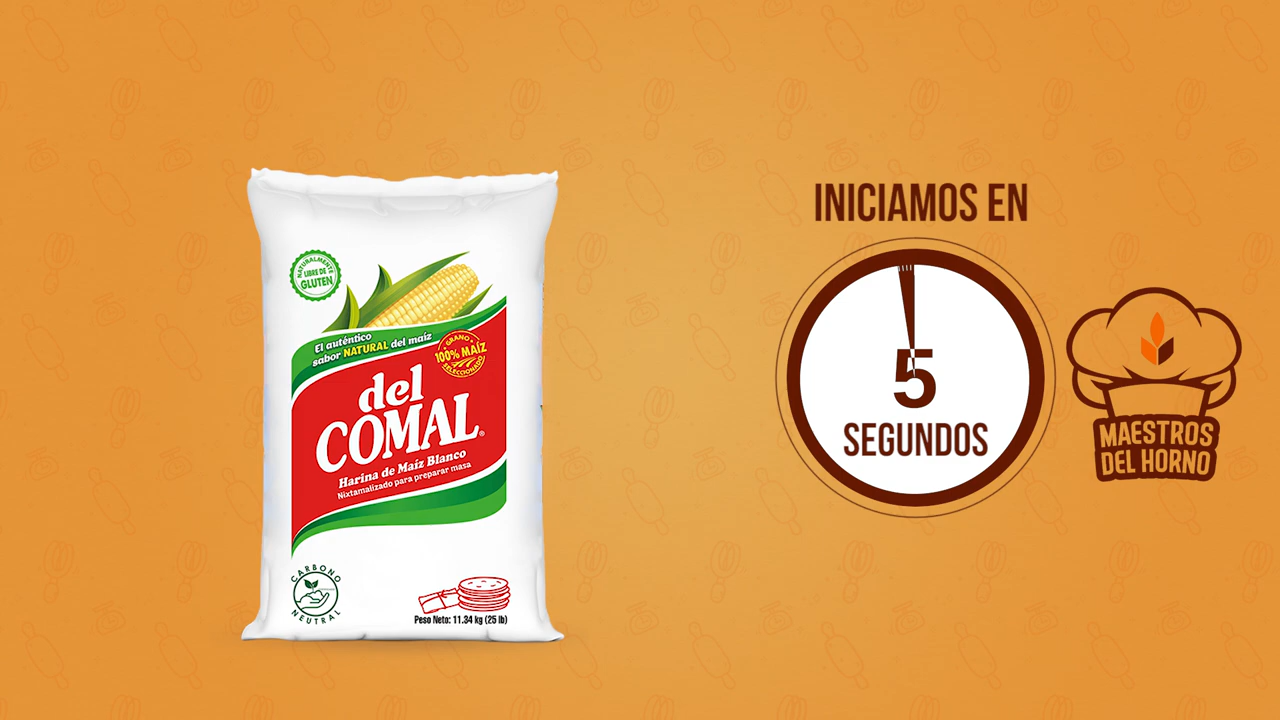 NATURALMENTE
LIBRE DE
GLUTEN
El auténtico
sabor NATURAL del maíz
GRANO
100% MAÍZ
SELECCIONADO
del
COMAL®
Harina de Maíz Blanco
Nixtamalizado para preparar masa
CARBONO
NEUTRAL
Peso Neto: 11.34 kg (25 lb)
INICIAMOS EN
5
SEGUNDOS
MAESTROS
DEL HORNO